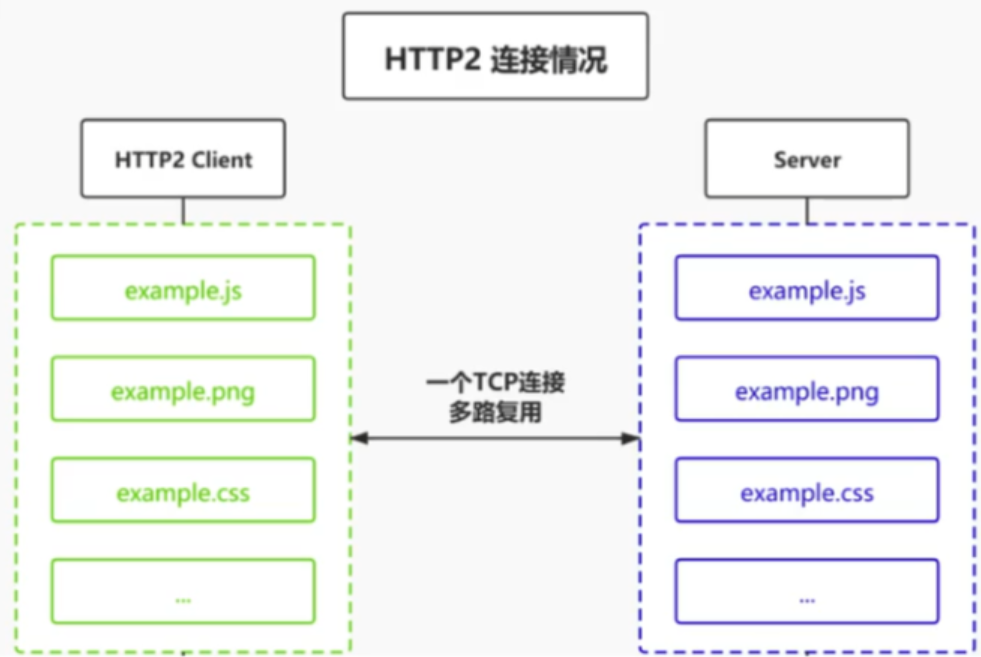 HTTP2 连接情况
HTTP2 Client
Server
example.js
example.png
example.css
...
一个TCP连接
多路复用
example.js
example.png
example.css
...